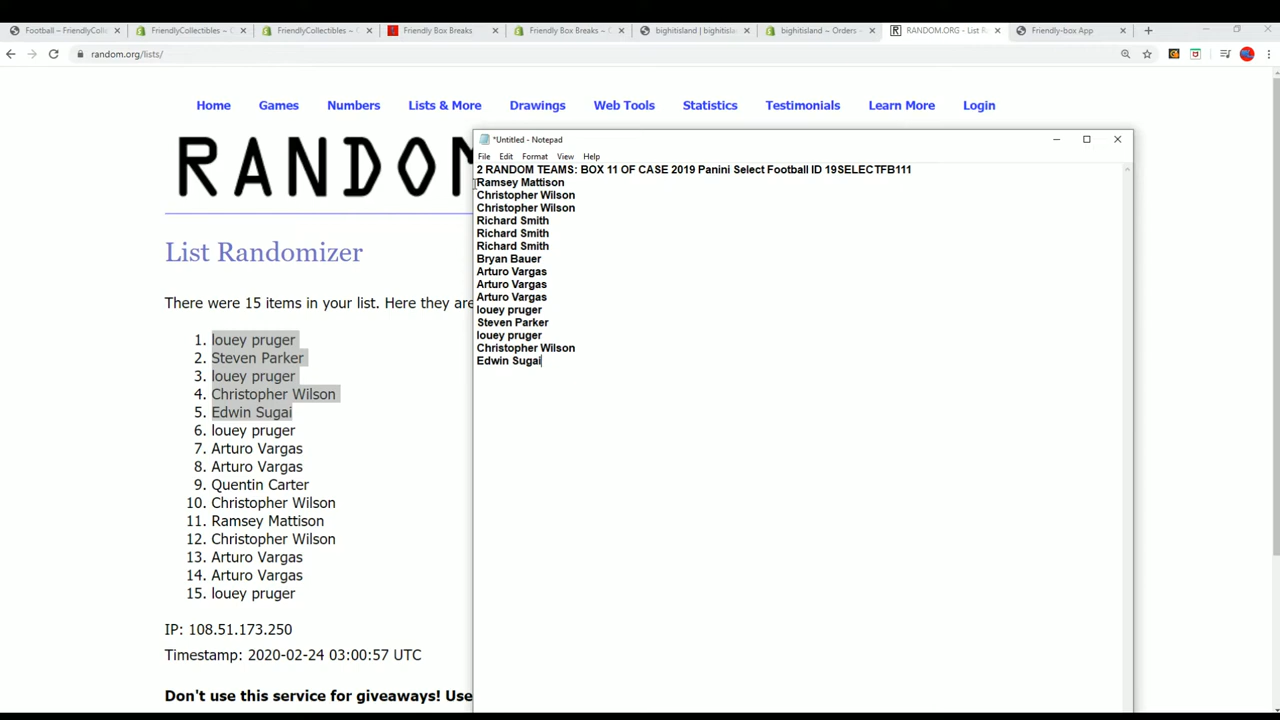 Football – FriendlyCo FriendlyCollectibles ~ C FriendlyCollectibles ~ C Friendly Box Breaks Friendly Box Breaks ~ C bighitisland | bighitisla bighitisland ~ Orders RANDOM.ORG - List R Friendly-box App
random.org/lists/
Home Games Numbers Lists & More Drawings Web Tools Statistics Testimonials Learn More Login
RANDOM
List Randomizer
There were 15 items in your list. Here they are
1. louey pruger
2. Steven Parker
3. louey pruger
4. Christopher Wilson
5. Edwin Sugai
6. louey pruger
7. Arturo Vargas
8. Arturo Vargas
9. Quentin Carter
10. Christopher Wilson
11. Ramsey Mattison
12. Christopher Wilson
13. Arturo Vargas
14. Arturo Vargas
15. louey pruger
IP: 108.51.173.250
Timestamp: 2020-02-24 03:00:57 UTC
Don't use this service for giveaways! Use
*Untitled - Notepad
File Edit Format View Help
2 RANDOM TEAMS: BOX 11 OF CASE 2019 Panini Select Football ID 19SELECTFB111
Ramsey Mattison
Christopher Wilson
Christopher Wilson
Richard Smith
Richard Smith
Richard Smith
Bryan Bauer
Arturo Vargas
Arturo Vargas
Arturo Vargas
louey pruger
Steven Parker
louey pruger
Christopher Wilson
Edwin Sugai